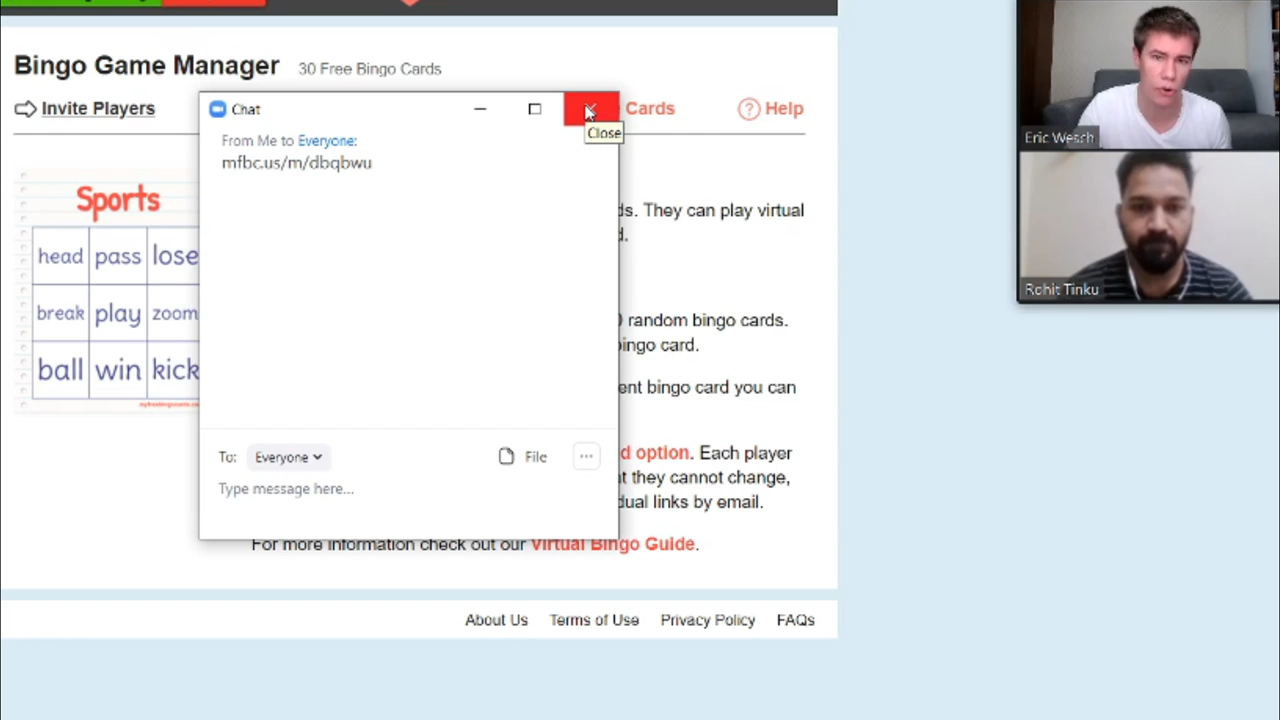 Bingo Game Manager 30 Free Bingo Cards
Invite Players
Cards
Help
Chat
Close
From Me to Everyone:
mfbc.us/m/dbqbwu
Sports
head pass lose
break play zoom
ball win kick
ds. They can play virtual
d.
random bingo cards.
bingo card.
ent bingo card you can
d option. Each player
t they cannot change,
dual links by email.
To: Everyone
File
Type message here...
For more information check out our Virtual Bingo Guide.
About Us Terms of Use Privacy Policy FAQs
Eric Wesch
Rohit Tinku